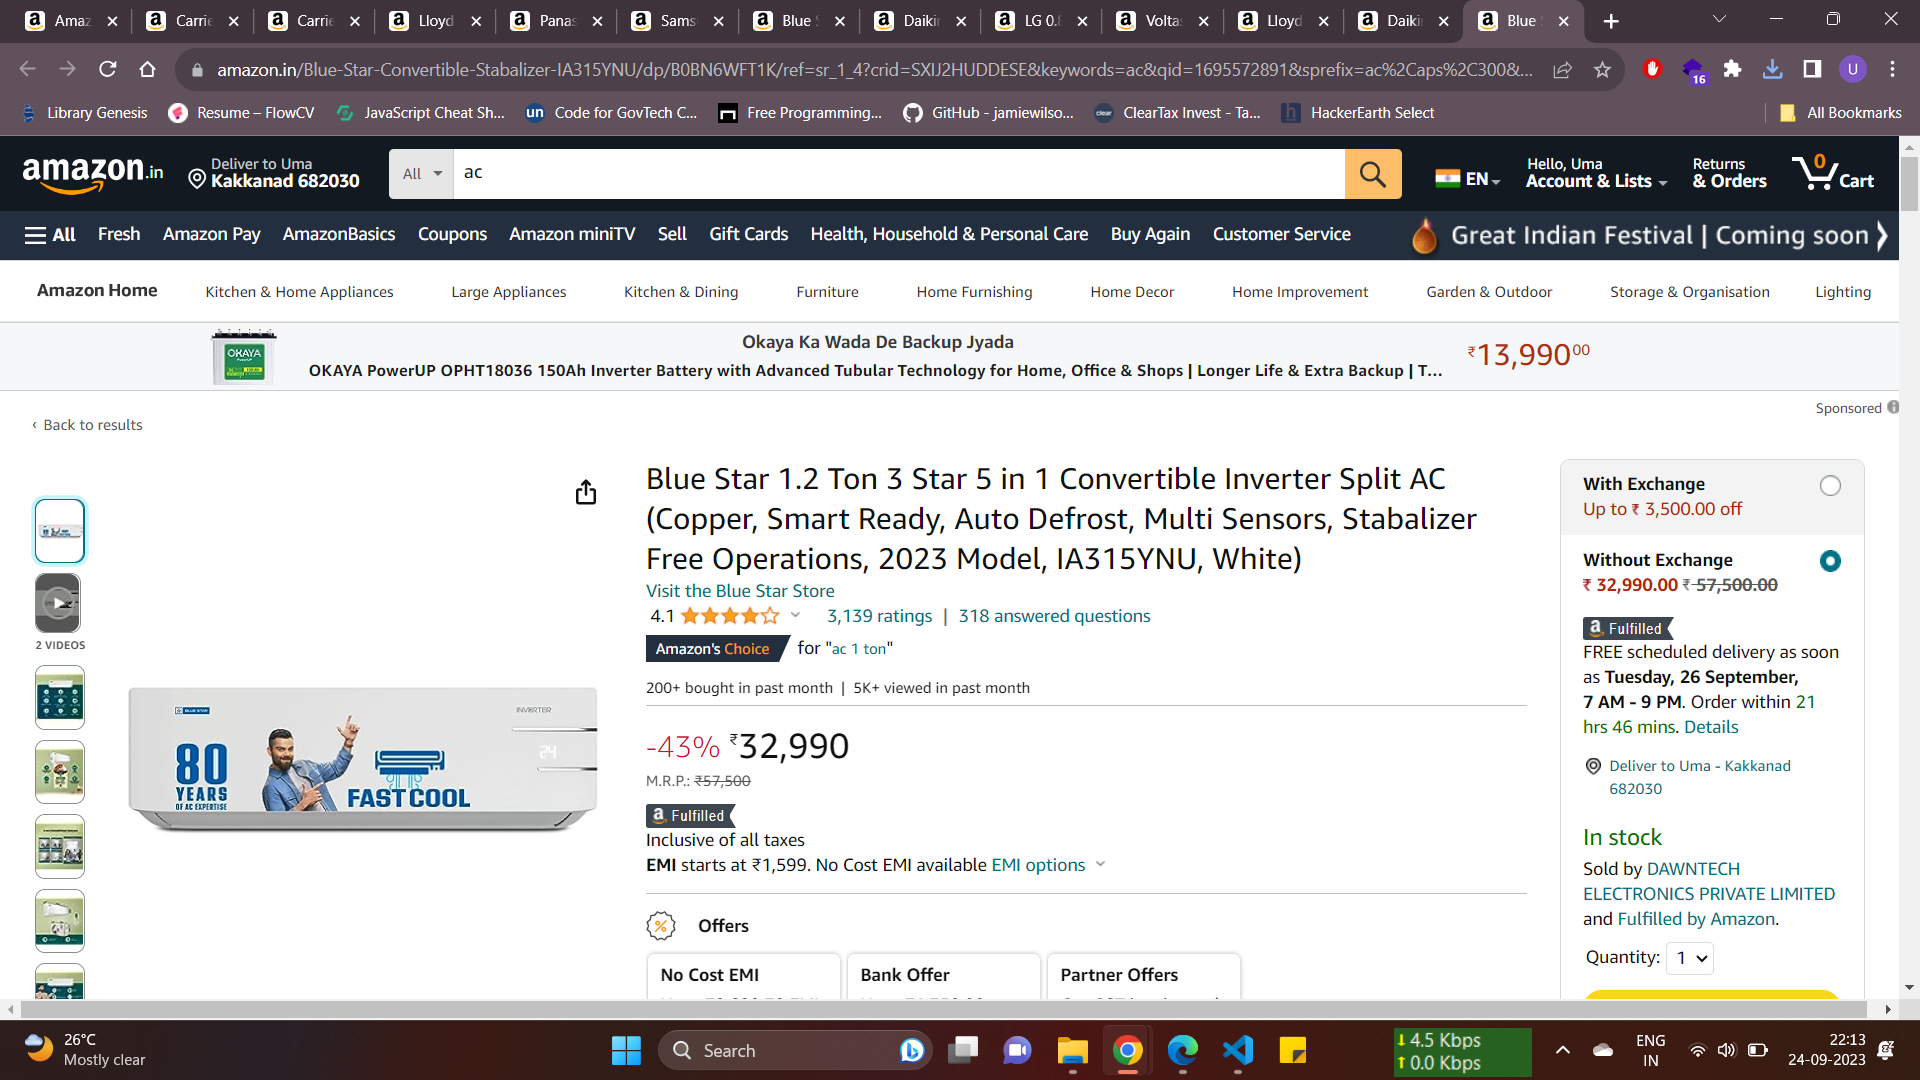 Amaz
Carrie
Carrie
Lloyd
Panas
Sams
Blue S
Daikin
LG 0.8
Voltas
Lloyd
Daikin
Blue S
amazon.in/Blue-Star-Convertible-Stabalizer-IA315YNU/dp/B0BN6WFT1K/ref=sr_1_4?crid=SXIJ2HUDDESE&keywords=ac&qid=1695572891&sprefix=ac%2Caps%2C300&...
16
U
Library Genesis
Resume – FlowCV
JavaScript Cheat Sh...
un Code for GovTech C...
Free Programming...
GitHub - jamiewilso...
clear ClearTax Invest - Ta...
h HackerEarth Select
All Bookmarks
amazon.in
Deliver to Uma
Kakkanad 682030
All
ac
EN
Hello, Uma
Account & Lists
Returns
& Orders
0
Cart
All
Fresh
Amazon Pay
AmazonBasics
Coupons
Amazon miniTV
Sell
Gift Cards
Health, Household & Personal Care
Buy Again
Customer Service
Great Indian Festival | Coming soon
Amazon Home
Kitchen & Home Appliances
Large Appliances
Kitchen & Dining
Furniture
Home Furnishing
Home Decor
Home Improvement
Garden & Outdoor
Storage & Organisation
Lighting
OKAYA
Okaya Ka Wada De Backup Jyada
OKAYA PowerUP OPHT18036 150Ah Inverter Battery with Advanced Tubular Technology for Home, Office & Shops | Longer Life & Extra Backup | T...
₹13,990.00
Sponsored
‹ Back to results
2 VIDEOS
BLUE STAR
INVERTER
24
80
YEARS
OF AC EXPERTISE
FAST COOL
Blue Star 1.2 Ton 3 Star 5 in 1 Convertible Inverter Split AC
(Copper, Smart Ready, Auto Defrost, Multi Sensors, Stabalizer
Free Operations, 2023 Model, IA315YNU, White)
Visit the Blue Star Store
4.1
3,139 ratings | 318 answered questions
Amazon's Choice for "ac 1 ton"
200+ bought in past month | 5K+ viewed in past month
-43% ₹32,990
M.R.P.: ₹57,500
a Fulfilled
Inclusive of all taxes
EMI starts at ₹1,599. No Cost EMI available EMI options
Offers
No Cost EMI
Bank Offer
Partner Offers
With Exchange
Up to ₹ 3,500.00 off
Without Exchange
₹ 32,990.00 ₹ 57,500.00
a Fulfilled
FREE scheduled delivery as soon
as Tuesday, 26 September,
7 AM - 9 PM. Order within 21
hrs 46 mins. Details
Deliver to Uma - Kakkanad
682030
In stock
Sold by DAWNTECH
ELECTRONICS PRIVATE LIMITED
and Fulfilled by Amazon.
Quantity: 1
26°C
Mostly clear
Search
4.5 Kbps
0.0 Kbps
ENG
IN
22:13
24-09-2023